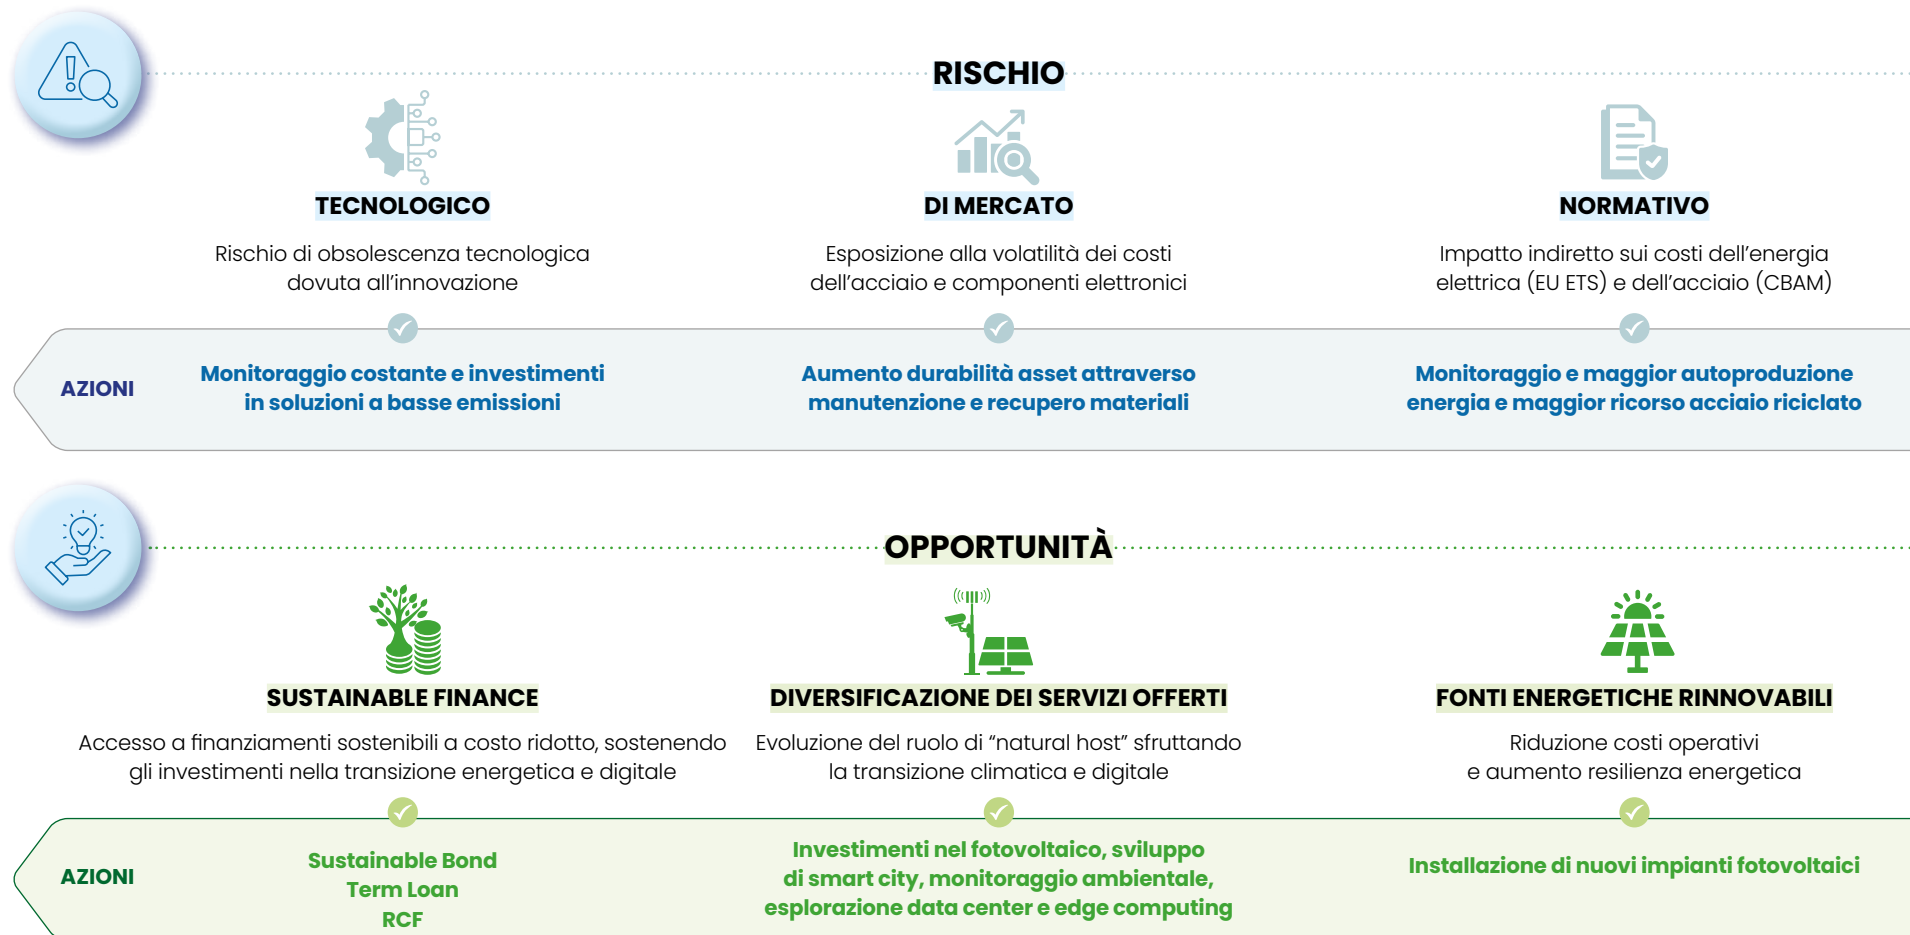 RISCHIO
TECNOLOGICO
Rischio di obsolescenza tecnologica
dovuta all’innovazione
DI MERCATO
Esposizione alla volatilità dei costi
dell’acciaio e componenti elettronici
NORMATIVO
Impatto indiretto sui costi dell’energia
elettrica (EU ETS) e dell’acciaio (CBAM)
AZIONI
Monitoraggio costante e investimenti
in soluzioni a basse emissioni
Aumento durabilità asset attraverso
manutenzione e recupero materiali
Monitoraggio e maggior autoproduzione
energia e maggior ricorso acciaio riciclato
OPPORTUNITÀ
SUSTAINABLE FINANCE
Accesso a finanziamenti sostenibili a costo ridotto, sostenendo
gli investimenti nella transizione energetica e digitale
DIVERSIFICAZIONE DEI SERVIZI OFFERTI
Evoluzione del ruolo di “natural host” sfruttando
la transizione climatica e digitale
FONTI ENERGETICHE RINNOVABILI
Riduzione costi operativi
e aumento resilienza energetica
AZIONI
Sustainable Bond
Term Loan
RCF
Investimenti nel fotovoltaico, sviluppo
di smart city, monitoraggio ambientale,
esplorazione data center e edge computing
Installazione di nuovi impianti fotovoltaici